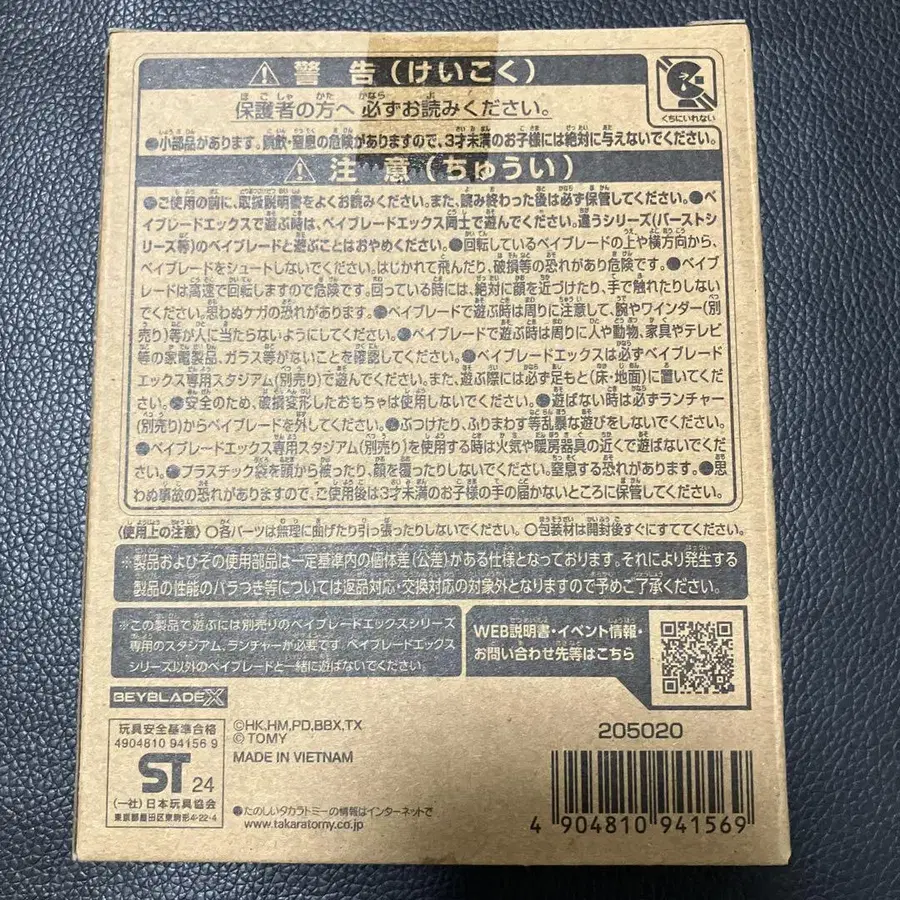 ⚠ 警 告（けいこく）
保護者の方へ 必ずお読みください。
くちにいれない
●小部品があります。誤飲・窒息の危険がありますので、3才未満のお子様には絶対に与えないでください。
⚠ 注 意（ちゅうい）
●ご使用の前に、取扱説明書をよくお読みください。また、読み終わった後は必ず保管してください。●ベイ
ブレードエックスで遊ぶ時は、ベイブレードエックス同士で遊んでください。違うシリーズ（バーストシ
リーズ等）のベイブレードと遊ぶことはおやめください。●回転しているベイブレードの上や横方向から、
ベイブレードをシュートしないでください。はじかれて飛んだり、破損等の恐れがあり危険です。●ベイブ
レードは高速で回転しますので危険です。回っている時には、絶対に顔を近づけたり、手で触れたりしない
でください。思わぬケガの恐れがあります。●ベイブレードで遊ぶ時は周りに注意して、腕やワインダー（別
売り）等が人に当たらないようにしてください。●ベイブレードで遊ぶ時は周りに人や動物、家具やテレビ
等の家電製品、ガラス等がないことを確認してください。●ベイブレードエックスは必ずベイブレード
エックス専用スタジアム（別売り）で遊んでください。また、遊ぶ際には必ず足もと（床・地面）に置いてくだ
さい。●安全のため、破損変形したおもちゃは使用しないでください。●遊ばない時は必ずランチャー
（別売り）からベイブレードを外してください。●ぶつけたり、ふりまわす等乱暴な遊びをしないでください。
●ベイブレードエックス専用スタジアム（別売り）を使用する時は火気や暖房器具の近くで遊ばないでくだ
さい。●プラスチック袋を頭から被ったり、顔を覆ったりしないでください。窒息する恐れがあります。●思
わぬ事故の恐れがありますので、ご使用後は3才未満のお子様の手の届かないところに保管してください。
〈使用上の注意〉○各パーツは無理に曲げたり引っ張ったりしないでください。○包装材は開封後すぐにすててください。
※製品およびその使用部品は一定基準内の個体差（公差）がある仕様となっております。それにより発生する
製品の性能のバラつき等については返品対応・交換対応の対象外となりますので予めご了承ください。
※この製品で遊ぶには別売りのベイブレードエックスシリーズ
専用のスタジアム、ランチャーが必要です。ベイブレードエックス
シリーズ以外のベイブレードと一緒に遊ばないでください。
WEB説明書・イベント情報・
お問い合わせ先等はこちら
BEYBLADE X
玩具安全基準合格
4904810 94156 9
ST 24
（一社）日本玩具協会
東京都墨田区東駒形4-22-4
©HK,HM,PD,BBX,TX
© TOMY
MADE IN VIETNAM
●たのしいタカラトミーの情報はインターネットで
www.takaratomy.co.jp
205020
4 904810 941569